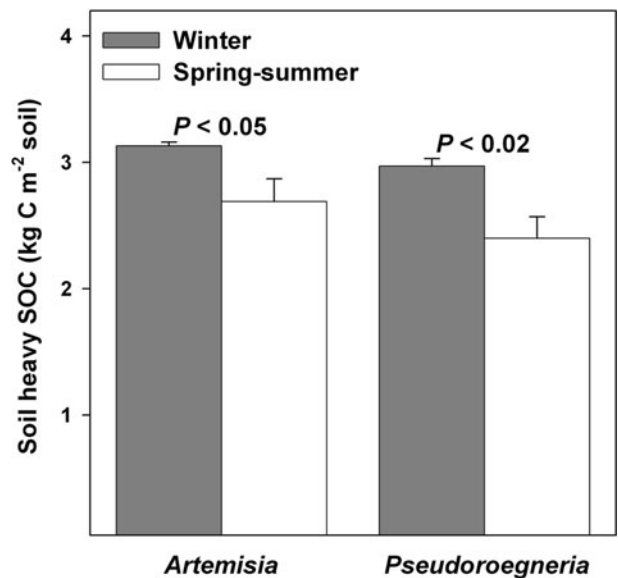 4
Winter
Spring-summer
P < 0.05
P < 0.02
3
2
1
Soil heavy SOC (kg C m⁻² soil)
Artemisia
Pseudoroegneria